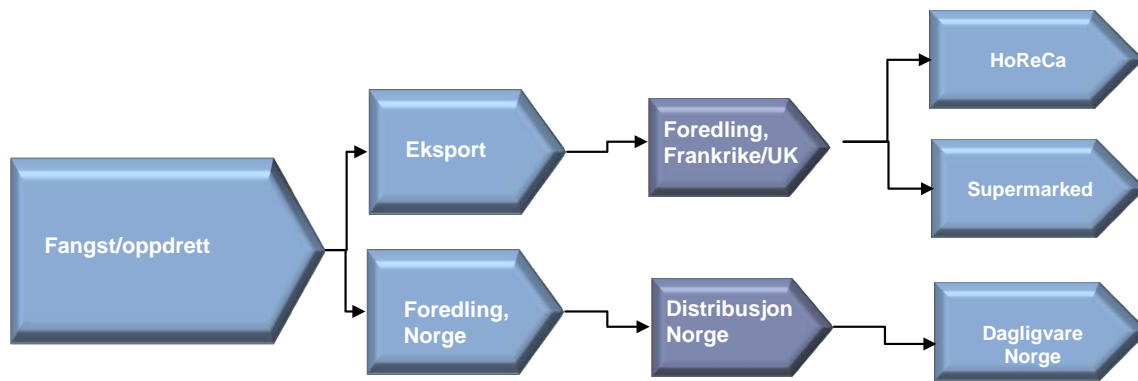 Fangst/oppdrett
Eksport
Foredling,
Norge
Foredling,
Frankrike/UK
Distribusjon
Norge
HoReCa
Supermarked
Dagligvare
Norge